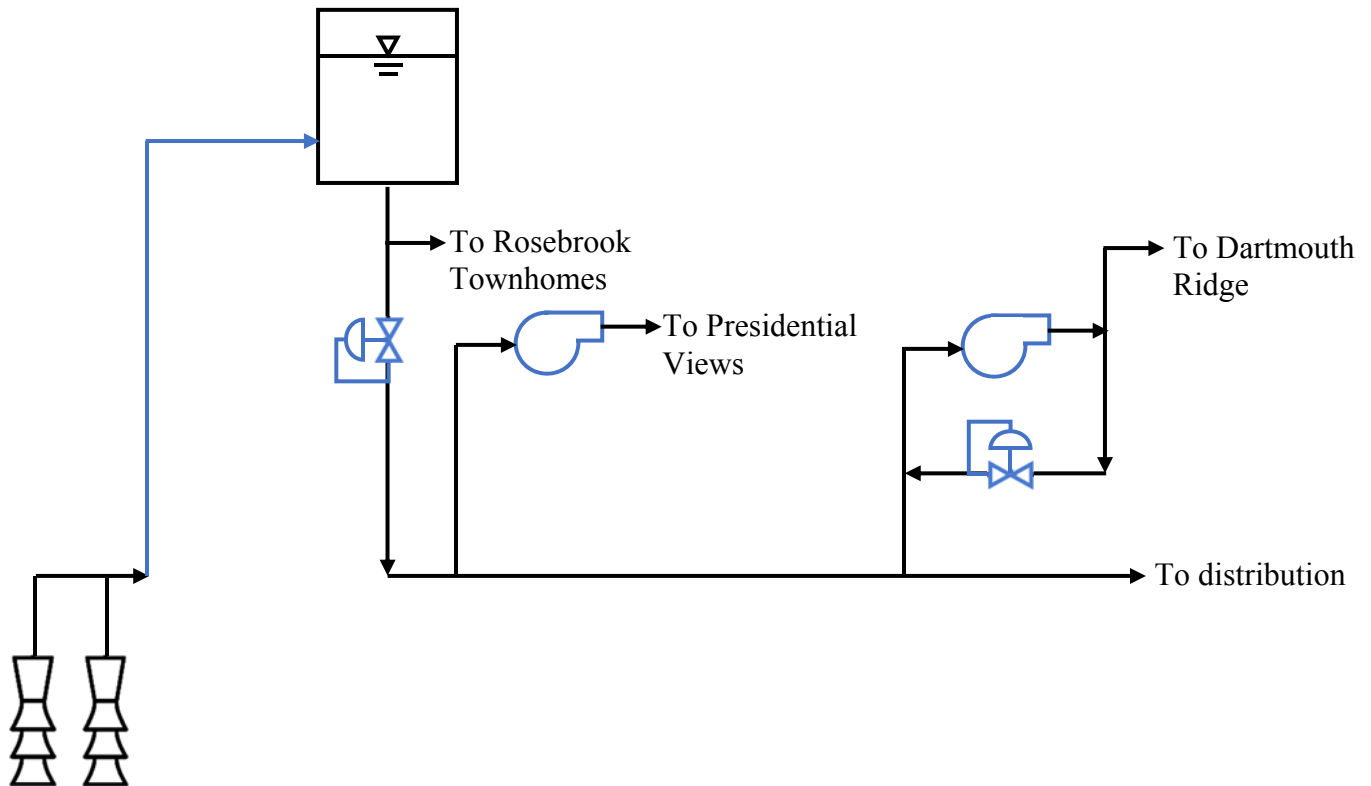 To Rosebrook
Townhomes
To Dartmouth
Ridge
To Presidential
Views
To distribution